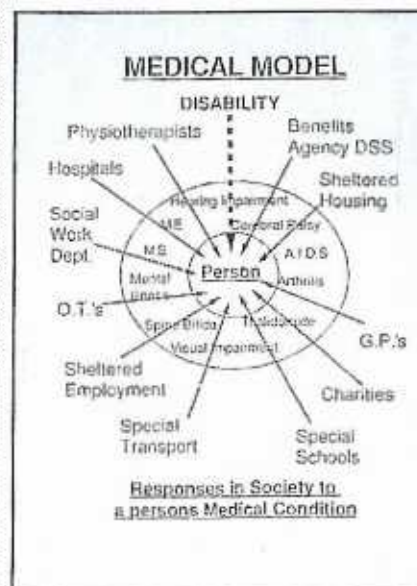 MEDICAL MODEL
DISABILITY
Physiotherapists
Benefits
Agency DSS
Hospitals
Sheltered
Housing
Hearing Impairment
Social
Work
Dept.
M.E
Cerebral Palsy
M.S
A.I.D.S
Person
Mental
Illness
Arthritis
O.T.'s
Spina Bifida
Thalidomide
G.P.'s
Visual Impairment
Sheltered
Employment
Charities
Special
Transport
Special
Schools
Responses in Society to
a persons Medical Condition